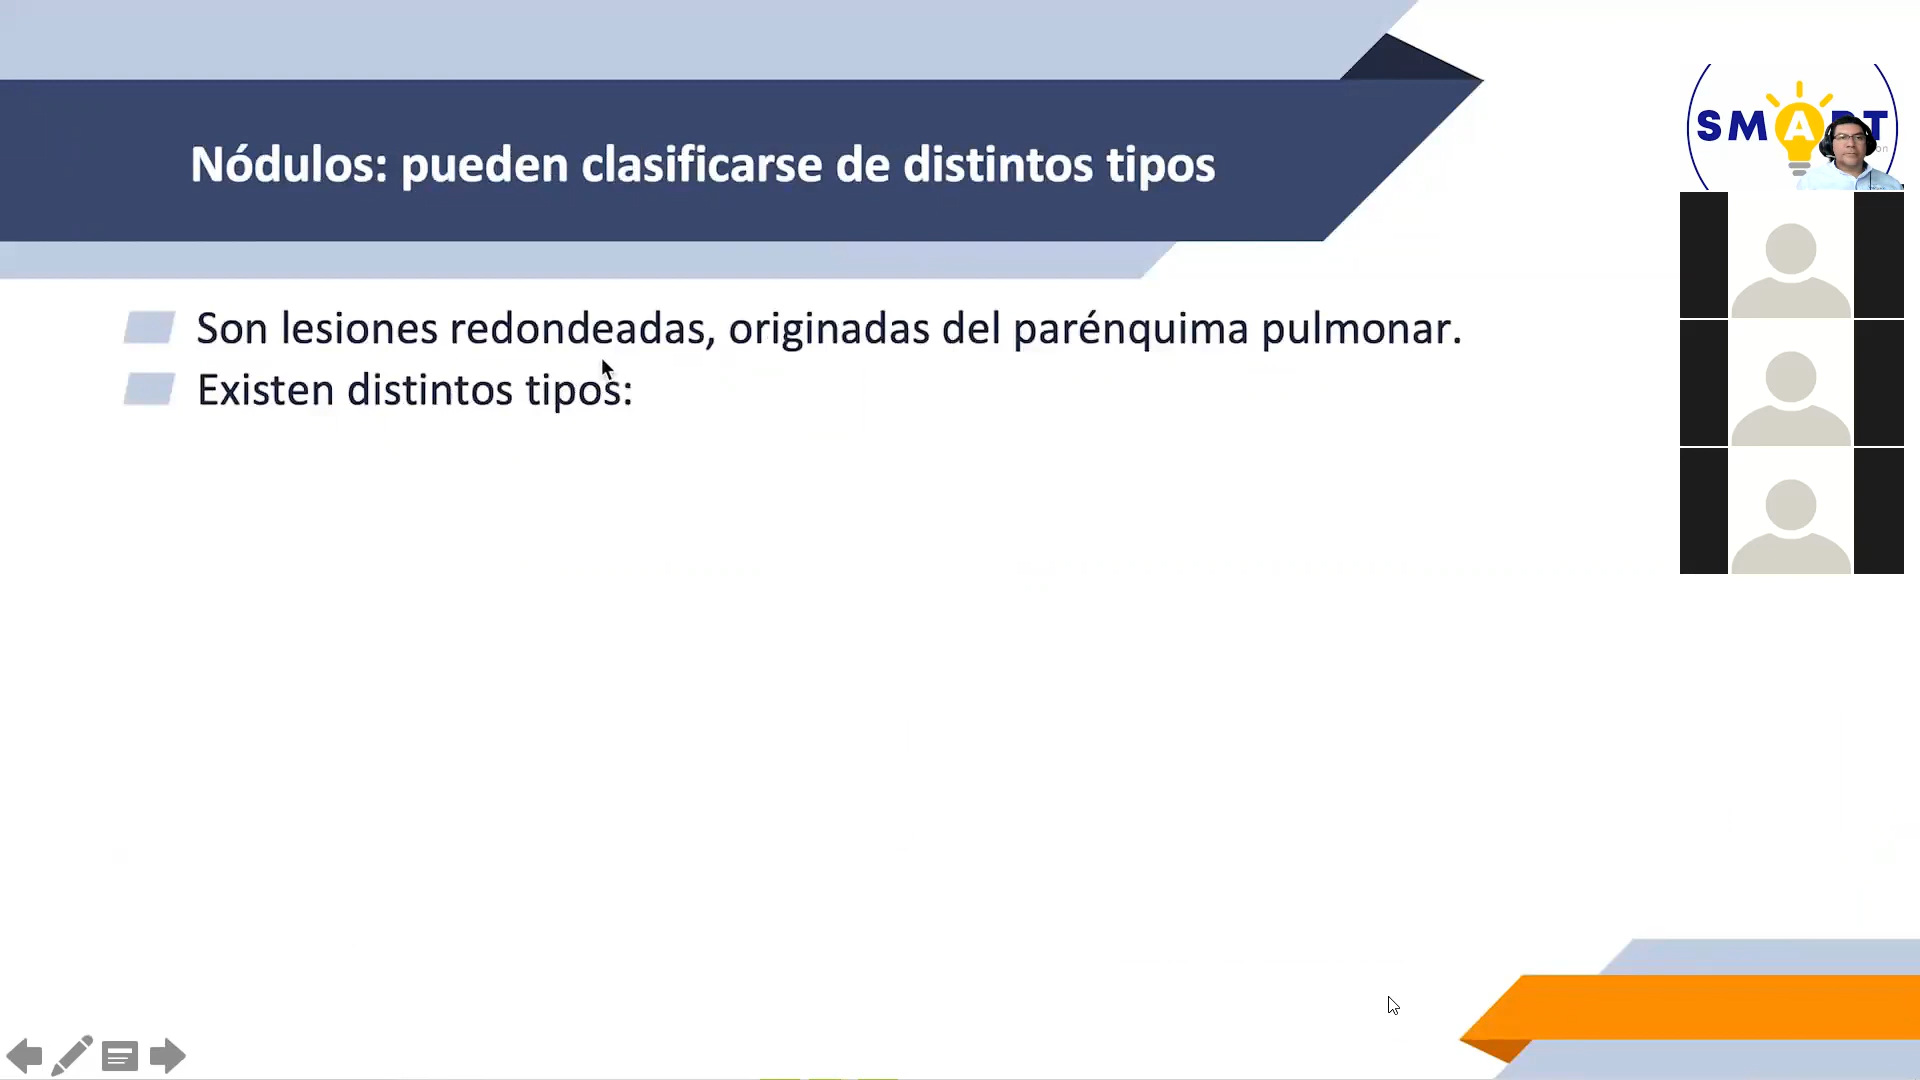 Nódulos: pueden clasificarse de distintos tipos
SMART
Son lesiones redondeadas, originadas del parénquima pulmonar.
Existen distintos tipos: